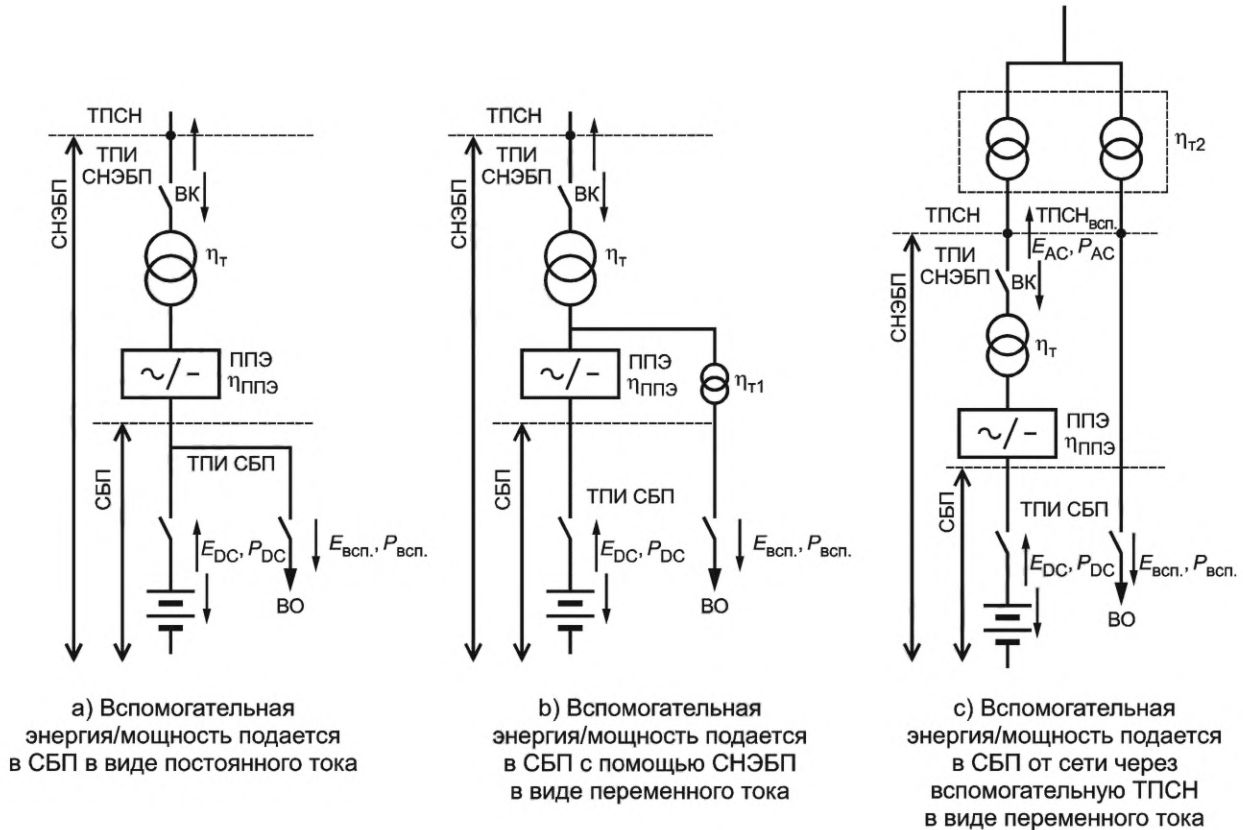 ТПСН
ТПИ
СНЭБП
ВК
СНЭБП
ηТ
ППЭ
ηППЭ
~/-
ТПИ СБП
СБП
EDC, PDC
Eвсп., Pвсп.
ВО
a) Вспомогательная
энергия/мощность подается
в СБП в виде постоянного тока
ТПСН
ТПИ
СНЭБП
ВК
СНЭБП
ηТ
ППЭ
ηППЭ
~/-
ηТ1
СБП
ТПИ СБП
EDC, PDC
Eвсп., Pвсп.
ВО
b) Вспомогательная
энергия/мощность подается
в СБП с помощью СНЭБП
в виде переменного тока
ηТ2
ТПСН
ТПСНвсп.
EAC, PAC
ТПИ
СНЭБП
ВК
СНЭБП
ηТ
ППЭ
ηППЭ
~/-
СБП
ТПИ СБП
EDC, PDC
Eвсп., Pвсп.
ВО
c) Вспомогательная
энергия/мощность подается
в СБП от сети через
вспомогательную ТПСН
в виде переменного тока